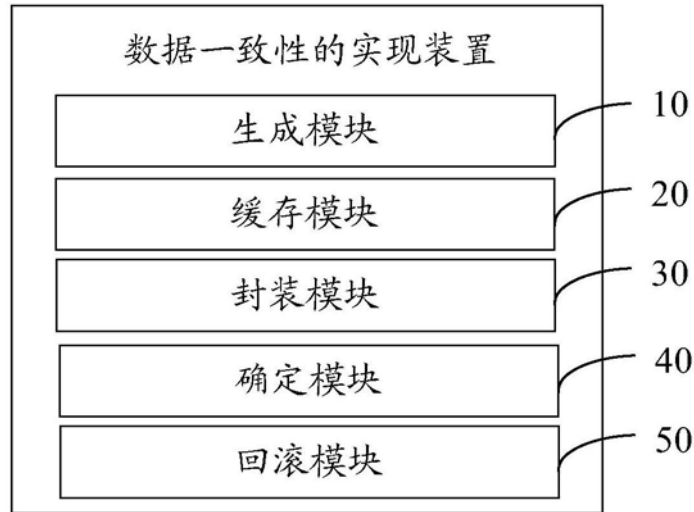 数据一致性的实现装置
生成模块 10
缓存模块 20
封装模块 30
确定模块 40
回滚模块 50